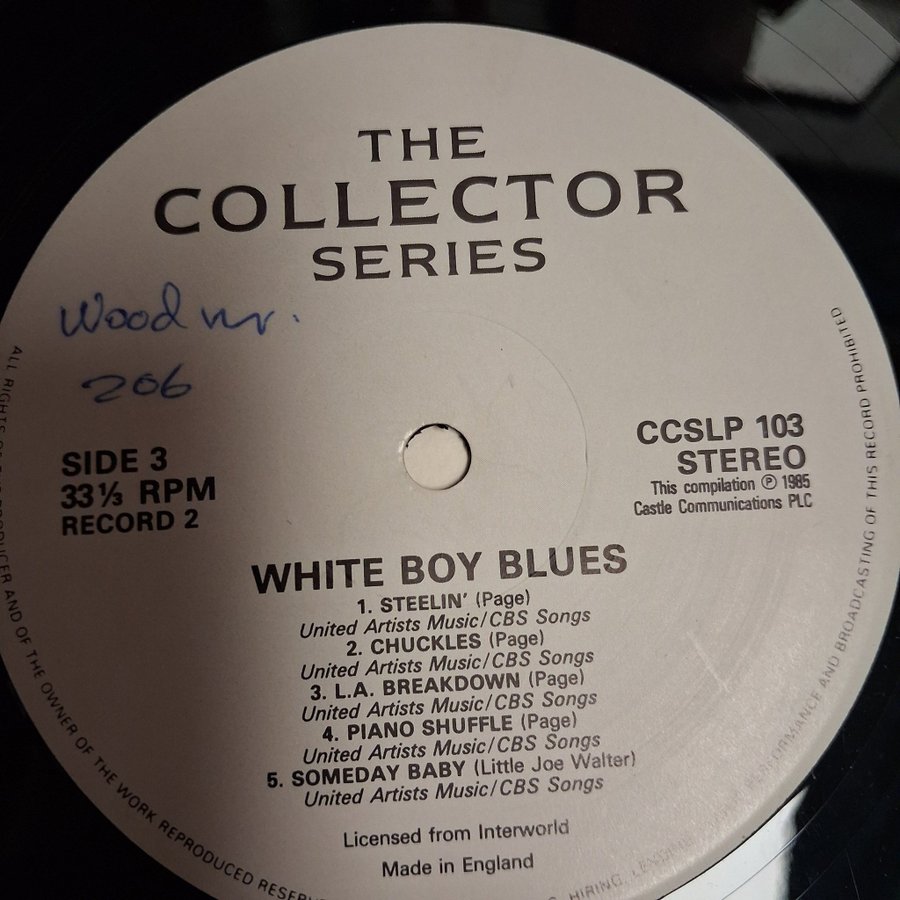 THE
COLLECTOR
SERIES
Wood nr.
206
SIDE 3
33⅓ RPM
RECORD 2
CCSLP 103
STEREO
This compilation ℗ 1985
Castle Communications PLC
WHITE BOY BLUES
1. STEELIN' (Page)
United Artists Music/CBS Songs
2. CHUCKLES (Page)
United Artists Music/CBS Songs
3. L.A. BREAKDOWN (Page)
United Artists Music/CBS Songs
4. PIANO SHUFFLE (Page)
United Artists Music/CBS Songs
5. SOMEDAY BABY (Little Joe Walter)
United Artists Music/CBS Songs
Licensed from Interworld
Made in England
ALL RIGHTS OF THE PRODUCER AND OF THE OWNER OF THE WORK REPRODUCED RESERVED HIRING, LENDING PERFORMANCE AND BROADCASTING OF THIS RECORD PROHIBITED